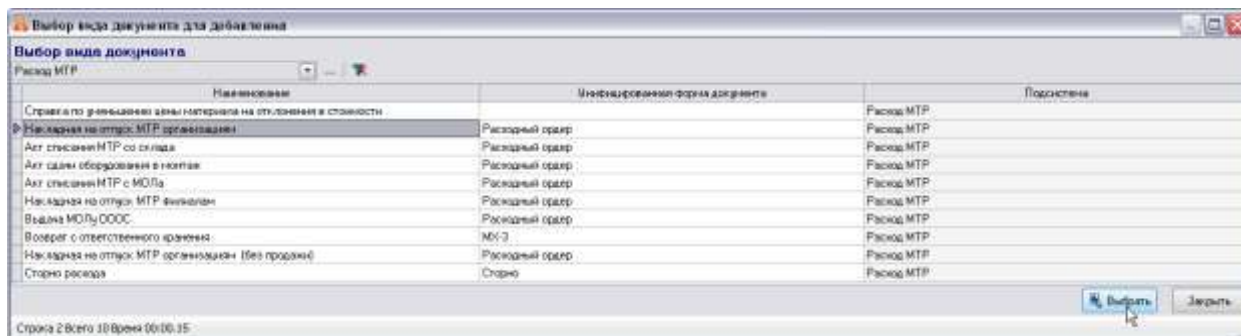 Выбор вида документа для добавления
Выбор вида документа
Расход МТР ...
Наименование Унифицированная форма документа Подсистема
Справка по уменьшению цены материала на отклонения в стоимости Расход МТР
Накладная на отпуск МТР организациям Расходный ордер Расход МТР
Акт списания МТР со склада Расходный ордер Расход МТР
Акт сдачи оборудования в монтаж Расходный ордер Расход МТР
Акт списания МТР с МОЛа Расходный ордер Расход МТР
Накладная на отпуск МТР филиалам Расходный ордер Расход МТР
Выдача МОЛу ОООС Расходный ордер Расход МТР
Возврат с ответственного хранения МХ-3 Расход МТР
Накладная на отпуск МТР организациям (без продажи) Расходный ордер Расход МТР
Сторно расхода Сторно Расход МТР
Выбрать Закрыть
Строка 2 Всего 10 Время 00:00.15